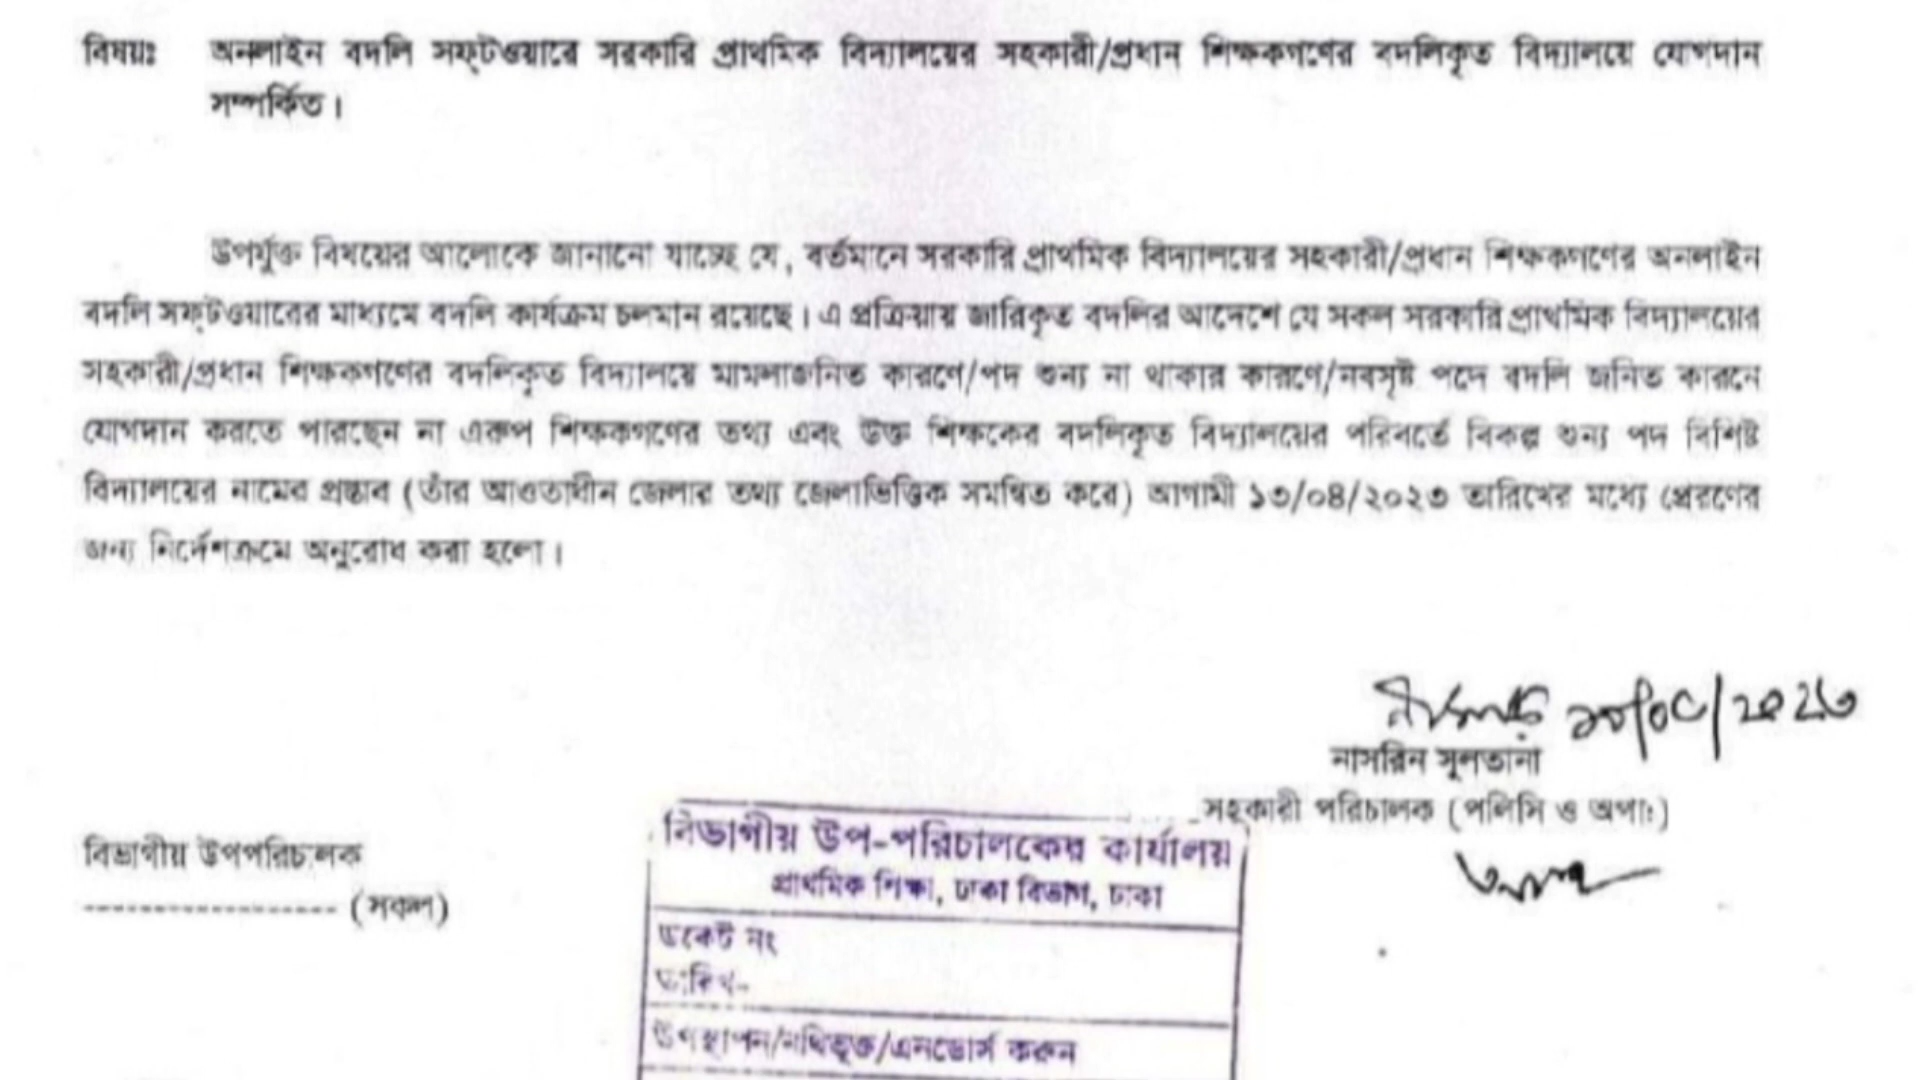 বিষয়ঃ অনলাইন বদলি সফ্টওয়ারে সরকারি প্রাথমিক বিদ্যালয়ের সহকারী/প্রধান শিক্ষকগণের বদলিকৃত বিদ্যালয়ে যোগদান
সম্পর্কিত।
উপর্যুক্ত বিষয়ের আলোকে জানানো যাচ্ছে যে, বর্তমানে সরকারি প্রাথমিক বিদ্যালয়ের সহকারী/প্রধান শিক্ষকগণের অনলাইন
বদলি সফ্টওয়ারের মাধ্যমে বদলি কার্যক্রম চলমান রয়েছে। এ প্রক্রিয়ায় জারিকৃত বদলির আদেশে যে সকল সরকারি প্রাথমিক বিদ্যালয়ের
সহকারী/প্রধান শিক্ষকগণের বদলিকৃত বিদ্যালয়ে মামলাজনিত কারণে/পদ শুন্য না থাকার কারণে/নবসৃষ্ট পদে বদলি জনিত কারনে
যোগদান করতে পারছেন না এরুপ শিক্ষকগণের তথ্য এবং উক্ত শিক্ষকের বদলিকৃত বিদ্যালয়ের পরিবর্তে বিকল্প শুন্য পদ বিশিষ্ট
বিদ্যালয়ের নামের প্রস্তাব (তাঁর আওতাধীন জেলার তথ্য জেলাভিত্তিক সমন্বিত করে) আগামী ১৩/০৪/২০২৩ তারিখের মধ্যে প্রেরণের
জন্য নির্দেশক্রমে অনুরোধ করা হলো।
নাসরিন সুলতানা
সহকারী পরিচালক (পলিসি ও অপাঃ)
বিভাগীয় উপপরিচালক
------------------ (সকল)
বিভাগীয় উপ-পরিচালকের কার্যালয়
প্রাথমিক শিক্ষা, ঢাকা বিভাগ, ঢাকা
ডকেট নং
তারিখ-
উপস্থাপন/নথিভূক্ত/এনডোর্স করুন